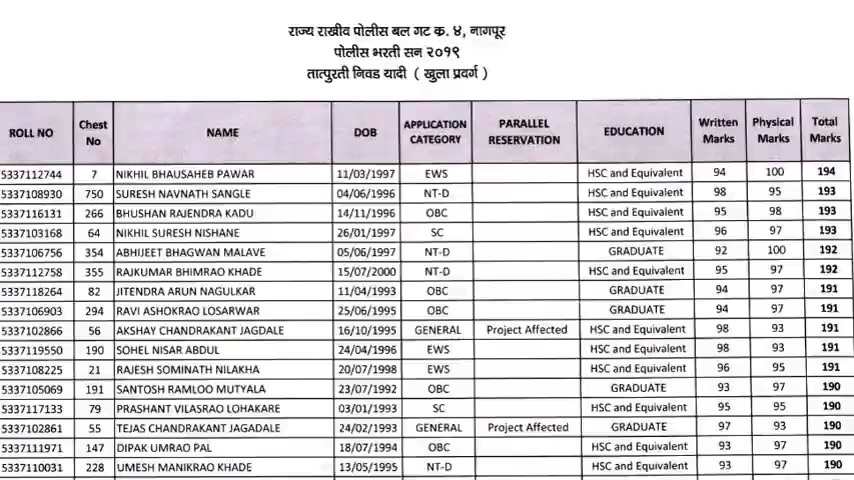 राज्य राखीव पोलीस बल गट क्र. ४, नागपूर
पोलीस भरती सन २०१९
तात्पुरती निवड यादी ( खुला प्रवर्ग )
ROLL NO Chest No NAME DOB APPLICATION CATEGORY PARALLEL RESERVATION EDUCATION Written Marks Physical Marks Total Marks
5337112744 7 NIKHIL BHAUSAHEB PAWAR 11/03/1997 EWS HSC and Equivalent 94 100 194
5337108930 750 SURESH NAVNATH SANGLE 04/06/1996 NT-D HSC and Equivalent 98 95 193
5337116131 266 BHUSHAN RAJENDRA KADU 14/11/1996 OBC HSC and Equivalent 95 98 193
5337103168 64 NIKHIL SURESH NISHANE 26/01/1997 SC HSC and Equivalent 96 97 193
5337106756 354 ABHIJEET BHAGWAN MALAVE 05/06/1997 NT-D GRADUATE 92 100 192
5337112758 355 RAJKUMAR BHIMRAO KHADE 15/07/2000 NT-D HSC and Equivalent 95 97 192
5337118264 82 JITENDRA ARUN NAGULKAR 11/04/1993 OBC GRADUATE 94 97 191
5337106903 294 RAVI ASHOKRAO LOSARWAR 25/06/1995 OBC GRADUATE 94 97 191
5337102866 56 AKSHAY CHANDRAKANT JAGDALE 16/10/1995 GENERAL Project Affected HSC and Equivalent 98 93 191
5337119550 190 SOHEL NISAR ABDUL 24/04/1996 EWS HSC and Equivalent 98 93 191
5337108225 21 RAJESH SOMINATH NILAKHA 20/07/1998 EWS HSC and Equivalent 96 95 191
5337105069 191 SANTOSH RAMLOO MUTYALA 23/07/1992 OBC GRADUATE 93 97 190
5337117133 79 PRASHANT VILASRAO LOHAKARE 03/01/1993 SC HSC and Equivalent 95 95 190
5337102861 55 TEJAS CHANDRAKANT JAGADALE 24/02/1993 GENERAL Project Affected GRADUATE 97 93 190
5337111971 147 DIPAK UMRAO PAL 18/07/1994 OBC HSC and Equivalent 93 97 190
5337110031 228 UMESH MANIKRAO KHADE 13/05/1995 NT-D HSC and Equivalent 93 97 190